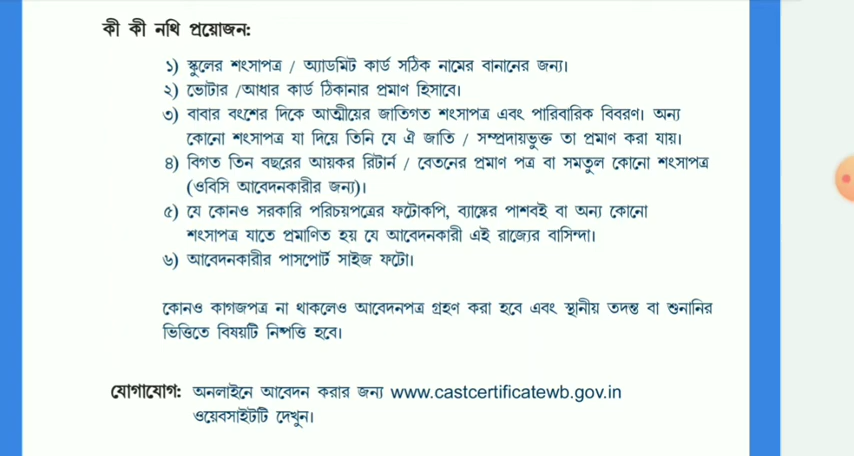 কী কী নথি প্রয়োজন:
১) স্কুলের শংসাপত্র / অ্যাডমিট কার্ড সঠিক নামের বানানের জন্য।
২) ভোটার /আধার কার্ড ঠিকানার প্রমাণ হিসাবে।
৩) বাবার বংশের দিকে আত্মীয়ের জাতিগত শংসাপত্র এবং পারিবারিক বিবরণ। অন্য
কোনো শংসাপত্র যা দিয়ে তিনি যে ঐ জাতি / সম্প্রদায়ভুক্ত তা প্রমাণ করা যায়।
৪) বিগত তিন বছরের আয়কর রিটার্ন / বেতনের প্রমাণ পত্র বা সমতুল কোনো শংসাপত্র
(ওবিসি আবেদনকারীর জন্য)।
৫) যে কোনও সরকারি পরিচয়পত্রের ফটোকপি, ব্যাঙ্কের পাশবই বা অন্য কোনো
শংসাপত্র যাতে প্রমাণিত হয় যে আবেদনকারী এই রাজ্যের বাসিন্দা।
৬) আবেদনকারীর পাসপোর্ট সাইজ ফটো।
কোনও কাগজপত্র না থাকলেও আবেদনপত্র গ্রহণ করা হবে এবং স্থানীয় তদন্ত বা শুনানির
ভিত্তিতে বিষয়টি নিষ্পত্তি হবে।
যোগাযোগ: অনলাইনে আবেদন করার জন্য www.castcertificatewb.gov.in
ওয়েবসাইটটি দেখুন।